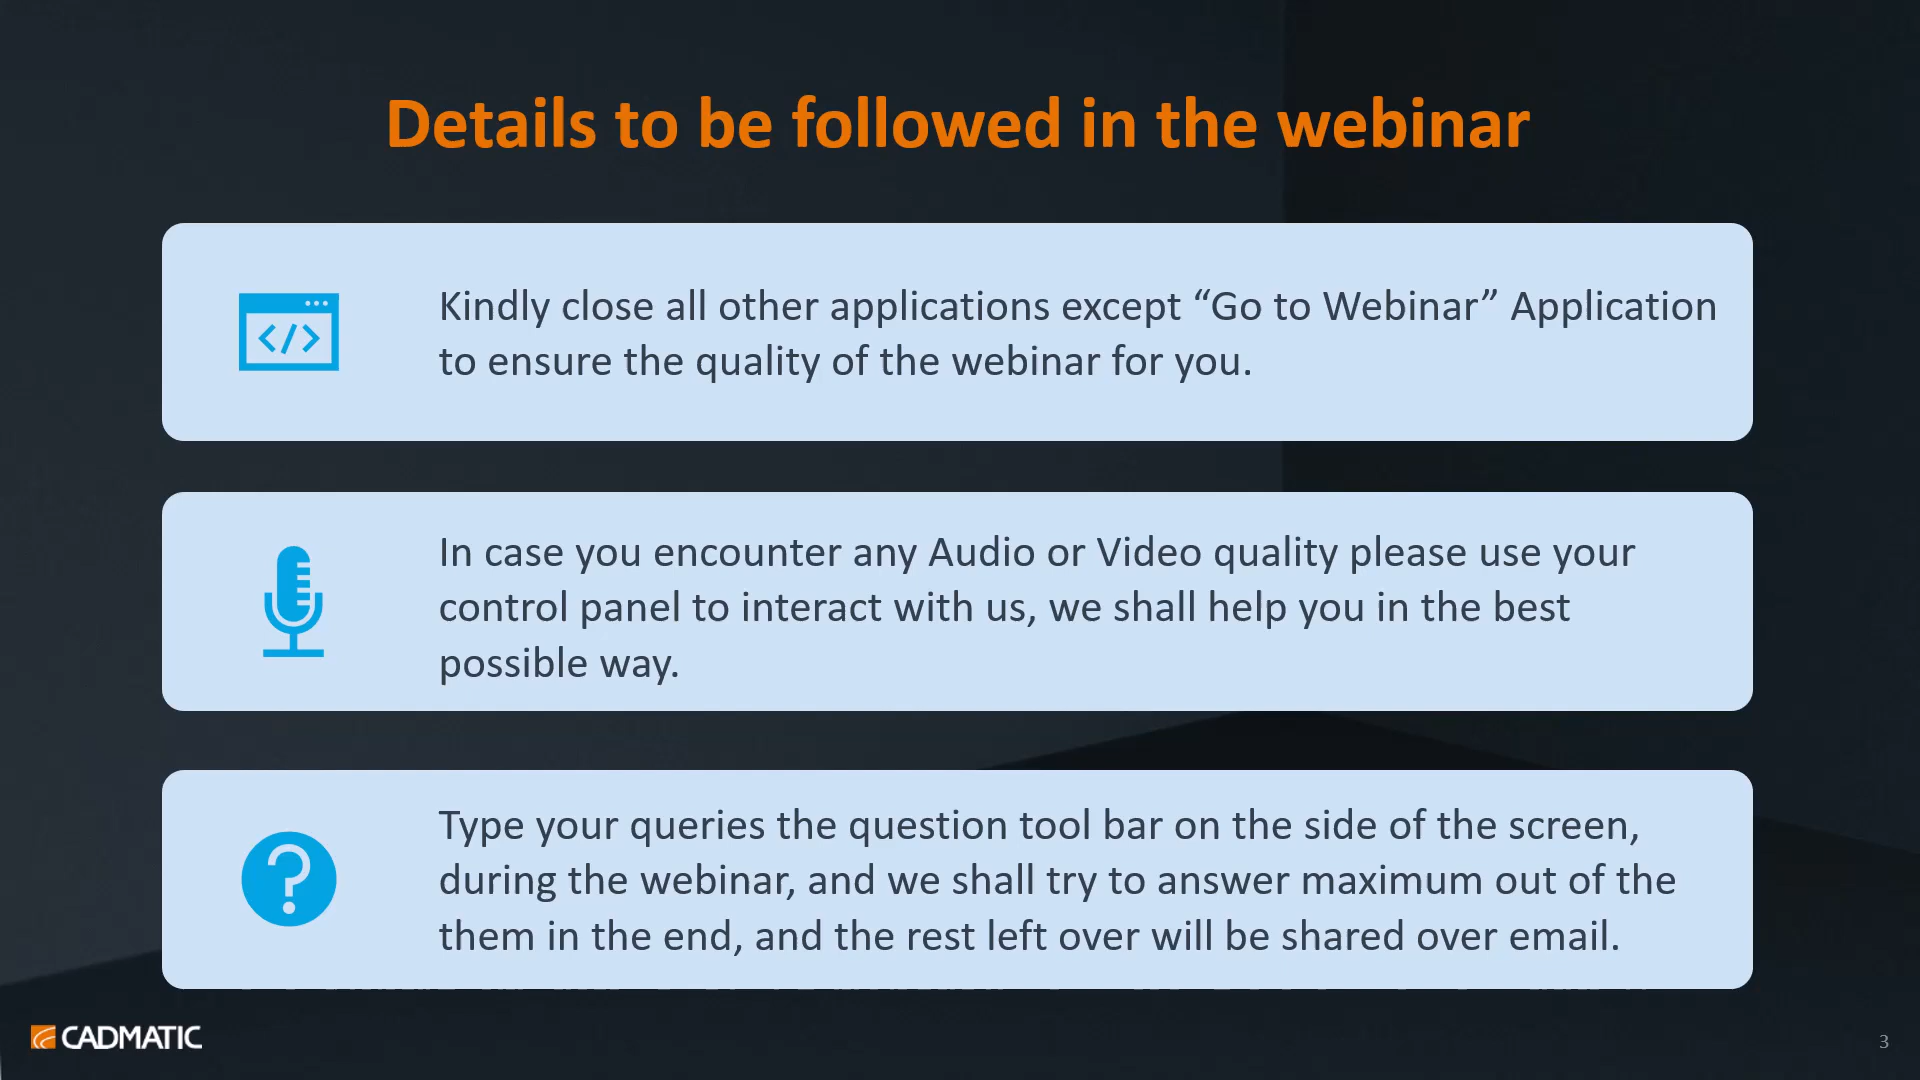 Details to be followed in the webinar
Kindly close all other applications except “Go to Webinar” Application
to ensure the quality of the webinar for you.
In case you encounter any Audio or Video quality please use your
control panel to interact with us, we shall help you in the best
possible way.
Type your queries the question tool bar on the side of the screen,
during the webinar, and we shall try to answer maximum out of the
them in the end, and the rest left over will be shared over email.
CADMATIC
3